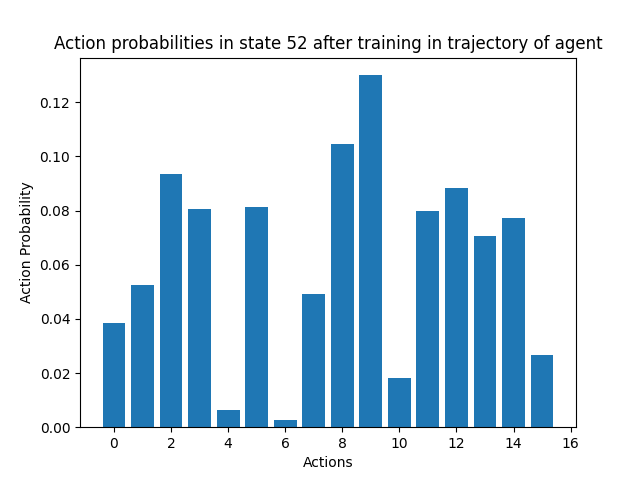 Action probabilities in state 52 after training in trajectory of agent
0.12
0.10
0.08
0.06
0.04
0.02
0.00
Action Probability
0 2 4 6 8 10 12 14 16
Actions